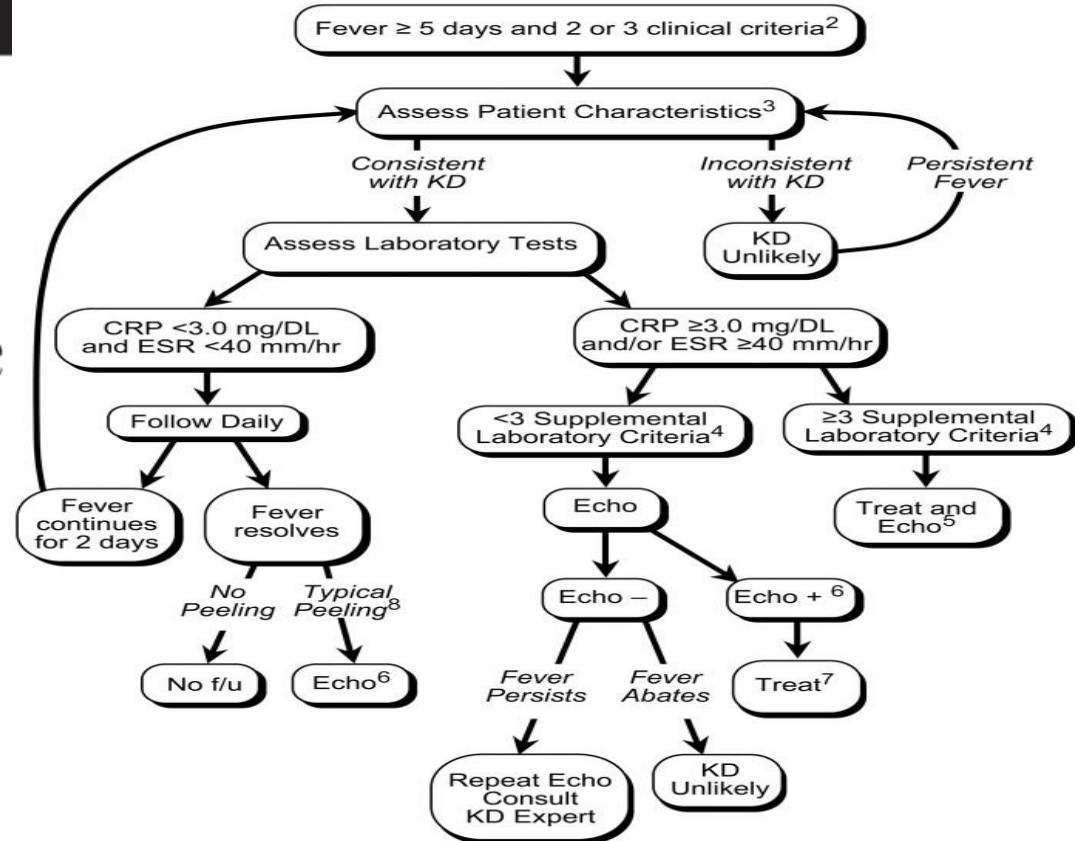 Fever ≥ 5 days and 2 or 3 clinical criteria²
Assess Patient Characteristics³
Consistent
with KD
Inconsistent
with KD
Persistent
Fever
Assess Laboratory Tests
KD
Unlikely
CRP <3.0 mg/DL
and ESR <40 mm/hr
CRP ≥3.0 mg/DL
and/or ESR ≥40 mm/hr
Follow Daily
<3 Supplemental
Laboratory Criteria⁴
≥3 Supplemental
Laboratory Criteria⁴
Fever
continues
for 2 days
Fever
resolves
Echo
Treat and
Echo⁵
No
Peeling
Typical
Peeling⁸
Echo –
Echo + ⁶
No f/u
Echo⁶
Fever
Persists
Fever
Abates
Treat⁷
Repeat Echo
Consult
KD Expert
KD
Unlikely